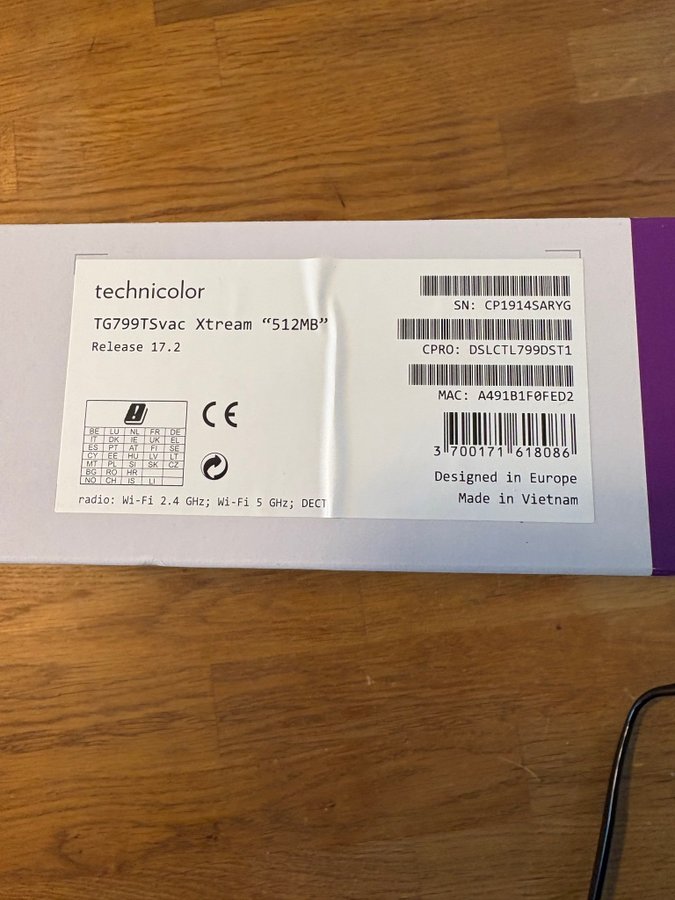 technicolor
TG799TSvac Xtream “512MB”
Release 17.2
BE LU NL FR DE
IT DK IE UK EL
ES PT AT FI SE
CY EE HU LV LT
MT PL SI SK CZ
BG RO HR
NO CH IS LI
CE
radio: Wi-Fi 2.4 GHz; Wi-Fi 5 GHz; DECT
SN: CP1914SARYG
CPRO: DSLCTL799DST1
MAC: A491B1F0FED2
3 700171 618086
Designed in Europe
Made in Vietnam